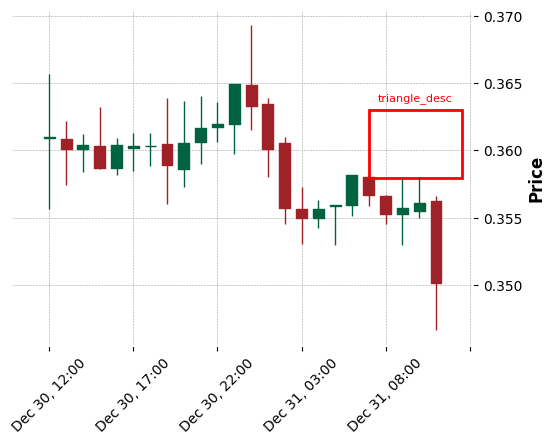 0.370
0.365
triangle_desc
0.360
0.355
0.350
Price
Dec 30, 12:00
Dec 30, 17:00
Dec 30, 22:00
Dec 31, 03:00
Dec 31, 08:00